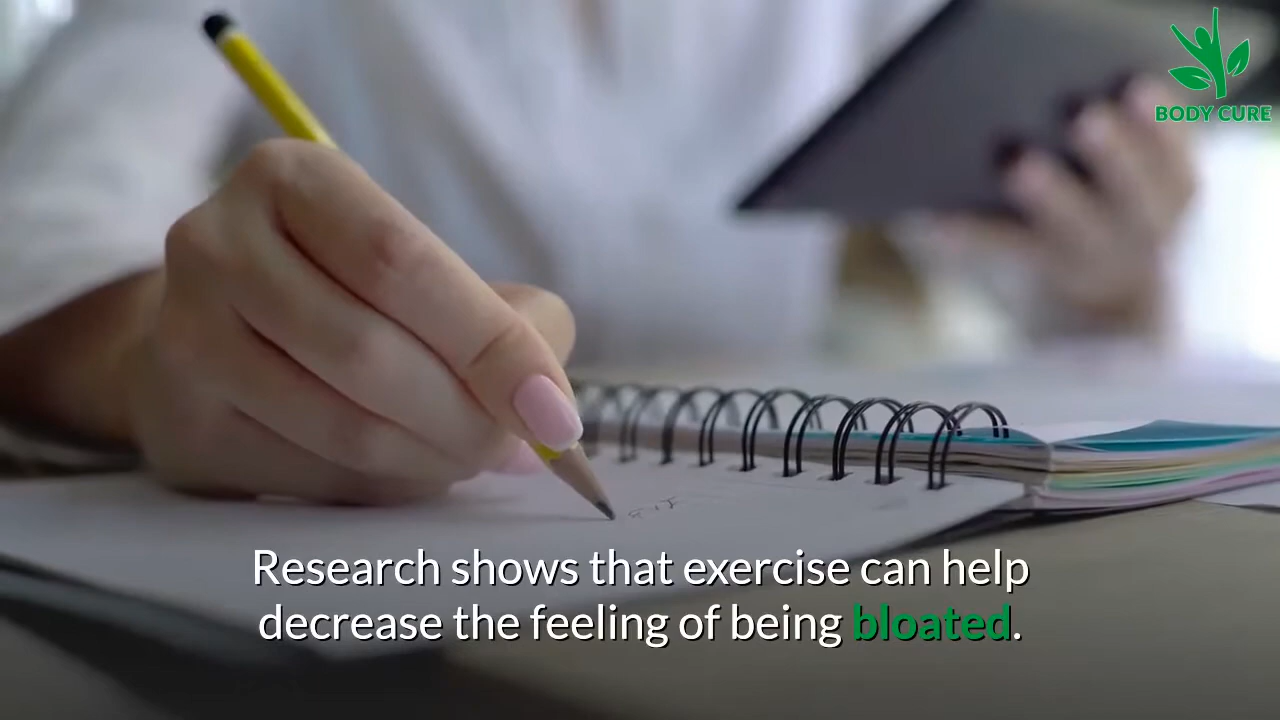 BODY CURE
Research shows that exercise can help
decrease the feeling of being bloated.